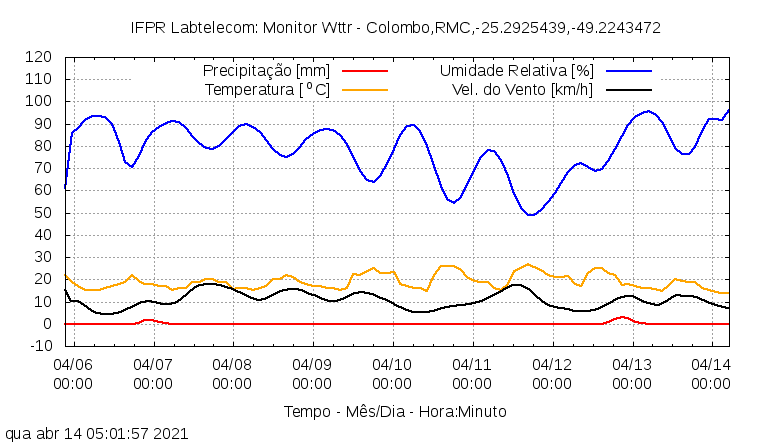 IFPR Labtelecom: Monitor Wttr - Colombo,RMC,-25.2925439,-49.2243472
120
110
100
90
80
70
60
50
40
30
20
10
0
-10
Precipitação [mm]
Temperatura [ ºC]
Umidade Relativa [%]
Vel. do Vento [km/h]
04/06 04/07 04/08 04/09 04/10 04/11 04/12 04/13 04/14
00:00 00:00 00:00 00:00 00:00 00:00 00:00 00:00 00:00
Tempo - Mês/Dia - Hora:Minuto
qua abr 14 05:01:57 2021